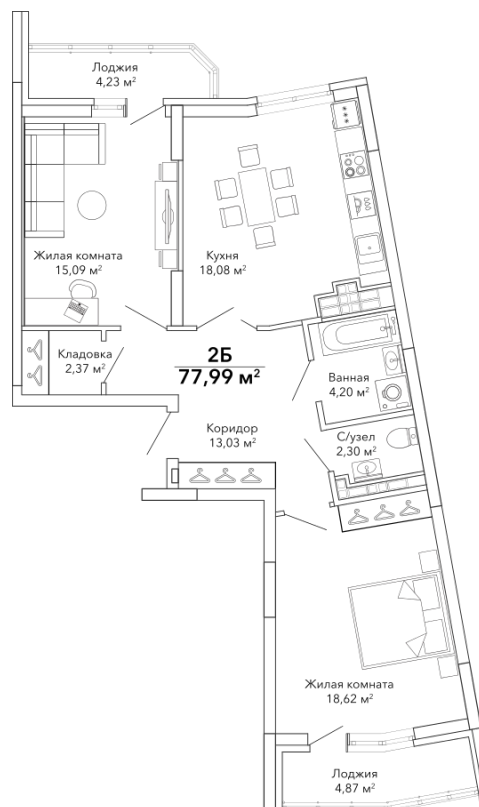 Лоджия
4,23 м²
Жилая комната
15,09 м²
Кухня
18,08 м²
Кладовка
2,37 м²
2Б
77,99 м²
Ванная
4,20 м²
Коридор
13,03 м²
С/узел
2,30 м²
Жилая комната
18,62 м²
Лоджия
4,87 м²